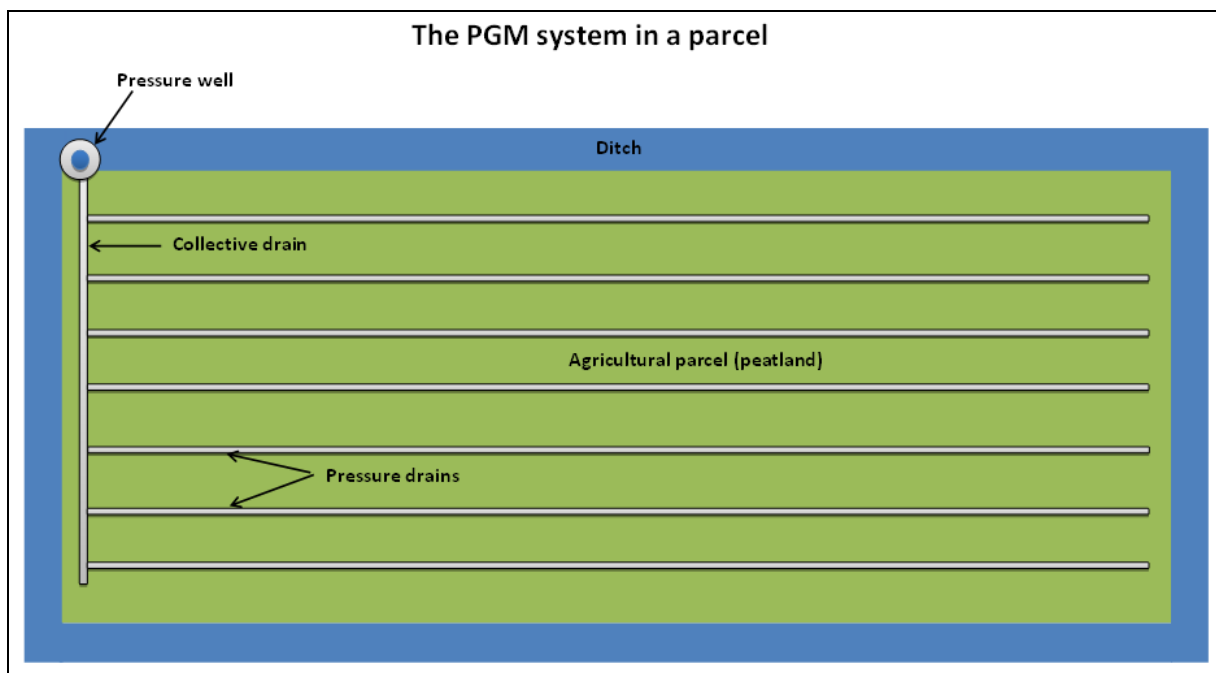 The PGM system in a parcel
Pressure well
Ditch
Collective drain
Agricultural parcel (peatland)
Pressure drains